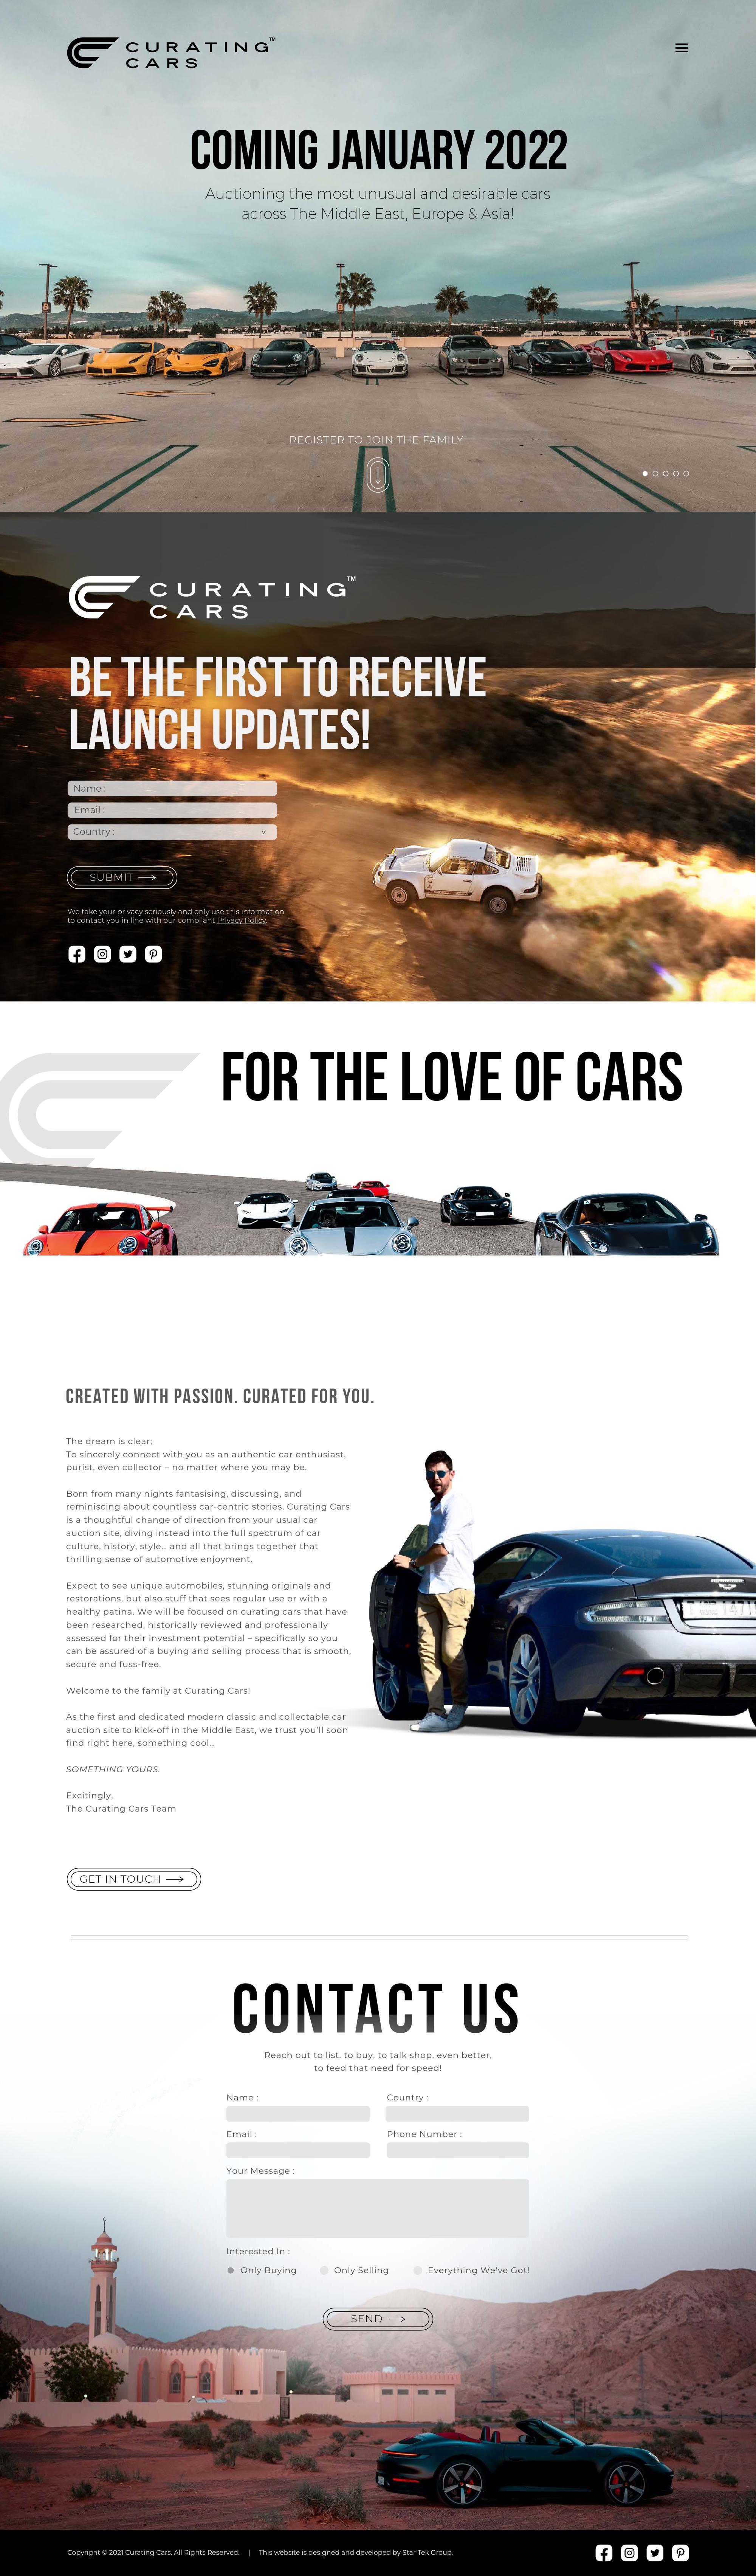 CURATING™
CARS
COMING JANUARY 2022
Auctioning the most unusual and desirable cars
across The Middle East, Europe & Asia!
REGISTER TO JOIN THE FAMILY
CURATING™
CARS
BE THE FIRST TO RECEIVE
LAUNCH UPDATES!
Name :
Email :
Country : v
SUBMIT
We take your privacy seriously and only use this information
to contact you in line with our compliant Privacy Policy
FOR THE LOVE OF CARS
CREATED WITH PASSION. CURATED FOR YOU.
The dream is clear;
To sincerely connect with you as an authentic car enthusiast,
purist, even collector – no matter where you may be.
Born from many nights fantasising, discussing, and
reminiscing about countless car-centric stories, Curating Cars
is a thoughtful change of direction from your usual car
auction site, diving instead into the full spectrum of car
culture, history, style... and all that brings together that
thrilling sense of automotive enjoyment.
Expect to see unique automobiles, stunning originals and
restorations, but also stuff that sees regular use or with a
healthy patina. We will be focused on curating cars that have
been researched, historically reviewed and professionally
assessed for their investment potential – specifically so you
can be assured of a buying and selling process that is smooth,
secure and fuss-free.
Welcome to the family at Curating Cars!
As the first and dedicated modern classic and collectable car
auction site to kick-off in the Middle East, we trust you'll soon
find right here, something cool...
SOMETHING YOURS.
Excitingly,
The Curating Cars Team
GET IN TOUCH
CONTACT US
Reach out to list, to buy, to talk shop, even better,
to feed that need for speed!
Name : Country :
Email : Phone Number :
Your Message :
Interested In :
Only Buying Only Selling Everything We've Got!
SEND
Copyright © 2021 Curating Cars. All Rights Reserved. | This website is designed and developed by Star Tek Group.